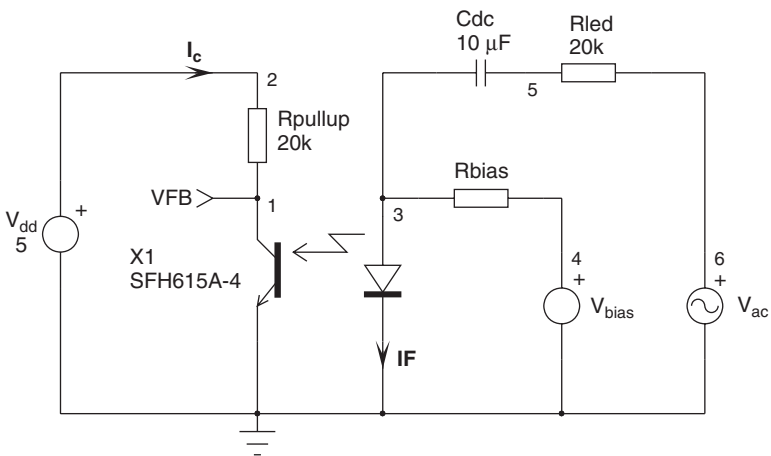 Cdc
10 μF
Rled
20k
Ic
2
5
Rpullup
20k
Rbias
VFB
1
3
Vdd
5
+
X1
SFH615A-4
4
+
6
+
Vbias
Vac
IF